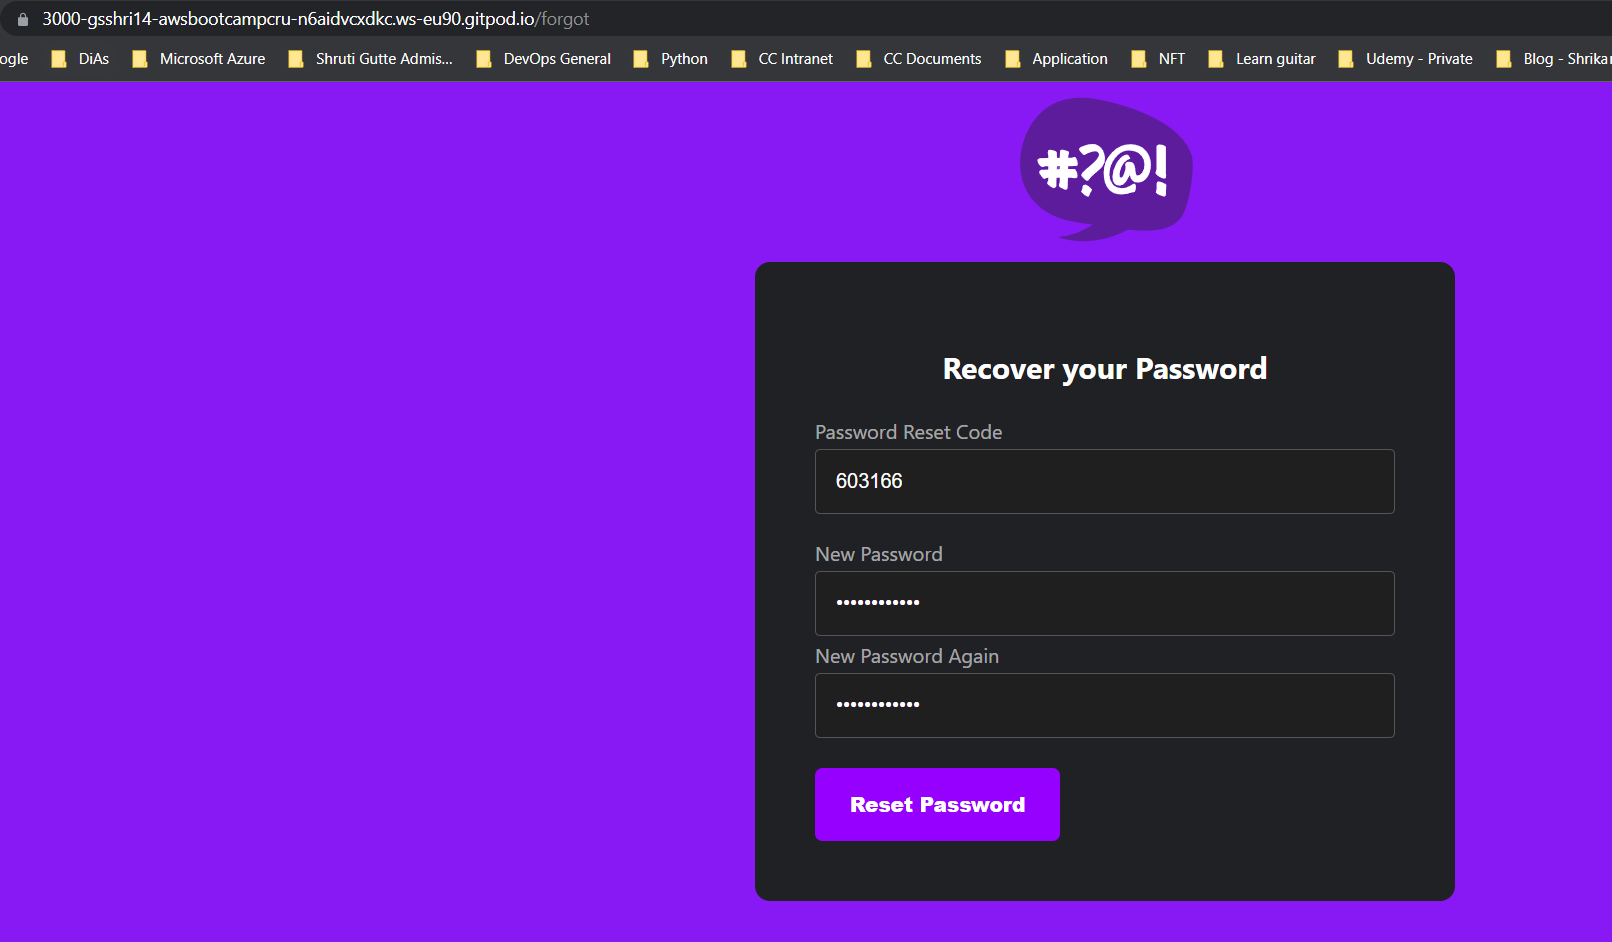 3000-gsshri14-awsbootcampcru-n6aidvcxdkc.ws-eu90.gitpod.io/forgot
ogle DiAs Microsoft Azure Shruti Gutte Admis... DevOps General Python CC Intranet CC Documents Application NFT Learn guitar Udemy - Private Blog - Shrikar
#?@!
Recover your Password
Password Reset Code
603166
New Password
••••••••••••
New Password Again
••••••••••••
Reset Password